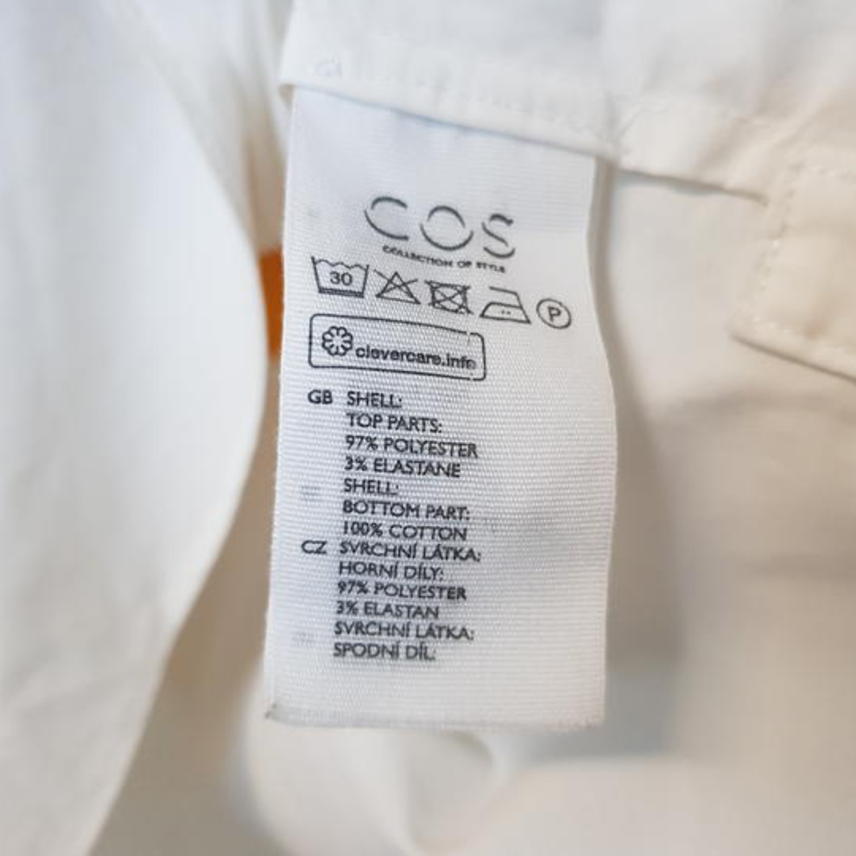 COS
COLLECTION OF STYLE
30
P
clevercare.info
GB SHELL:
TOP PARTS:
97% POLYESTER
3% ELASTANE
SHELL:
BOTTOM PART:
100% COTTON
CZ SVRCHNÍ LÁTKA:
HORNÍ DÍLY:
97% POLYESTER
3% ELASTAN
SVRCHNÍ LÁTKA:
SPODNÍ DÍL: